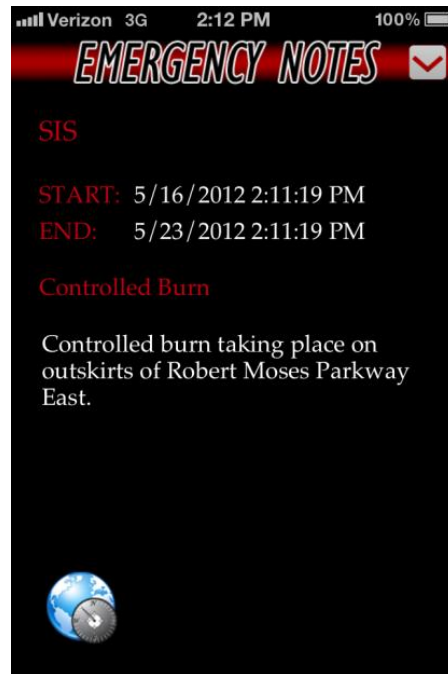 Verizon 3G 2:12 PM 100%
EMERGENCY NOTES
SIS
START: 5/16/2012 2:11:19 PM
END: 5/23/2012 2:11:19 PM
Controlled Burn
Controlled burn taking place on
outskirts of Robert Moses Parkway
East.